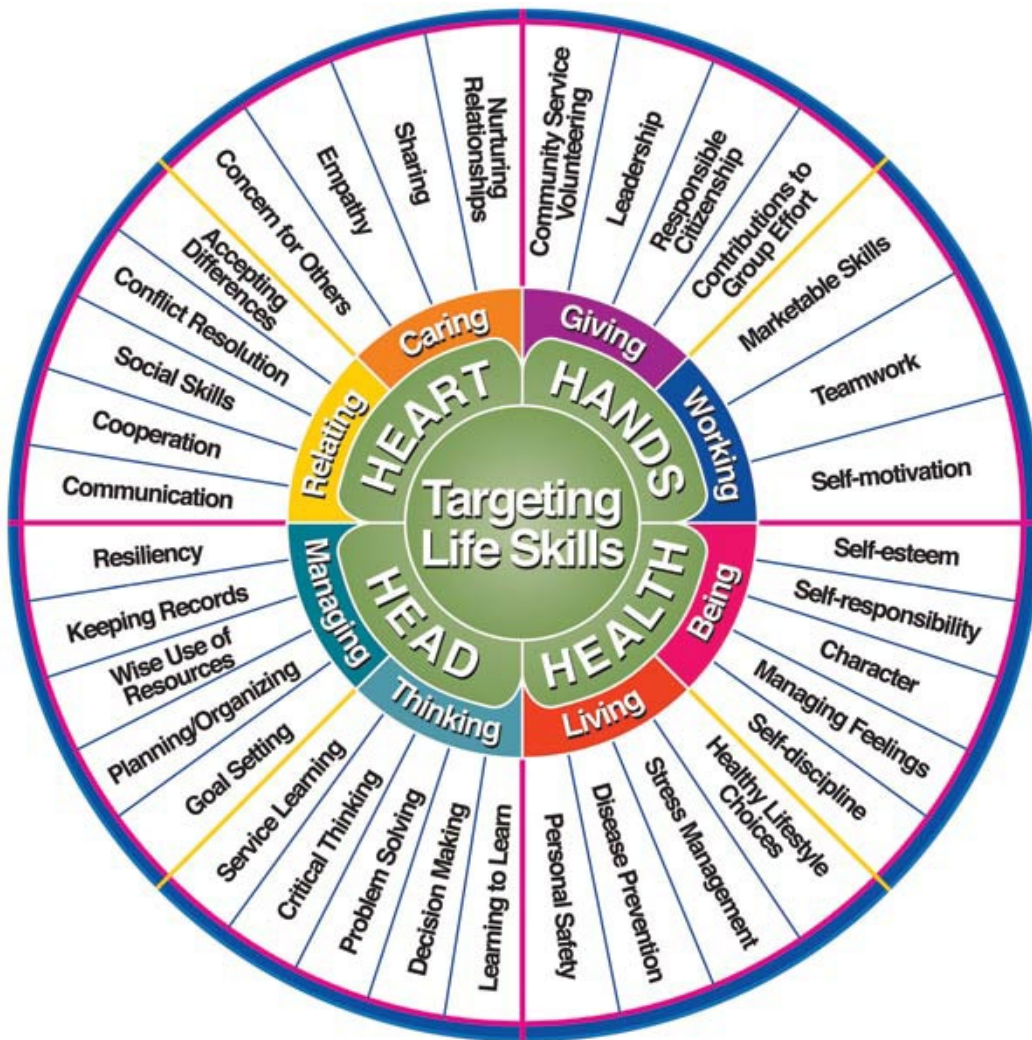 Targeting
Life Skills
HEART
HANDS
HEALTH
HEAD
Caring
Giving
Working
Being
Living
Thinking
Managing
Relating
Community Service
Volunteering
Leadership
Responsible
Citizenship
Contributions to
Group Effort
Marketable Skills
Teamwork
Self-motivation
Self-esteem
Self-responsibility
Character
Managing Feelings
Self-discipline
Healthy Lifestyle
Choices
Stress Management
Disease Prevention
Personal Safety
Learning to Learn
Decision Making
Problem Solving
Critical Thinking
Service Learning
Goal Setting
Planning/Organizing
Wise Use of
Resources
Keeping Records
Resiliency
Communication
Cooperation
Social Skills
Conflict Resolution
Accepting
Differences
Concern for Others
Empathy
Sharing
Nurturing
Relationships